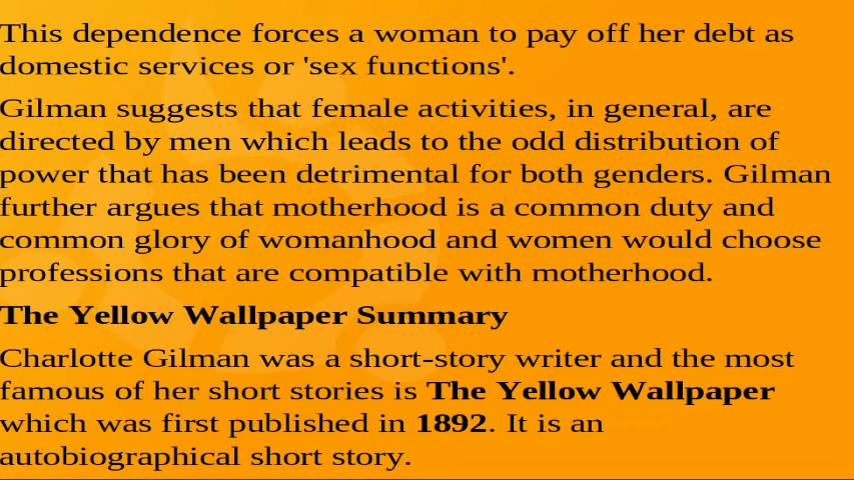 This dependence forces a woman to pay off her debt as
domestic services or 'sex functions'.
Gilman suggests that female activities, in general, are
directed by men which leads to the odd distribution of
power that has been detrimental for both genders. Gilman
further argues that motherhood is a common duty and
common glory of womanhood and women would choose
professions that are compatible with motherhood.
The Yellow Wallpaper Summary
Charlotte Gilman was a short-story writer and the most
famous of her short stories is The Yellow Wallpaper
which was first published in 1892. It is an
autobiographical short story.